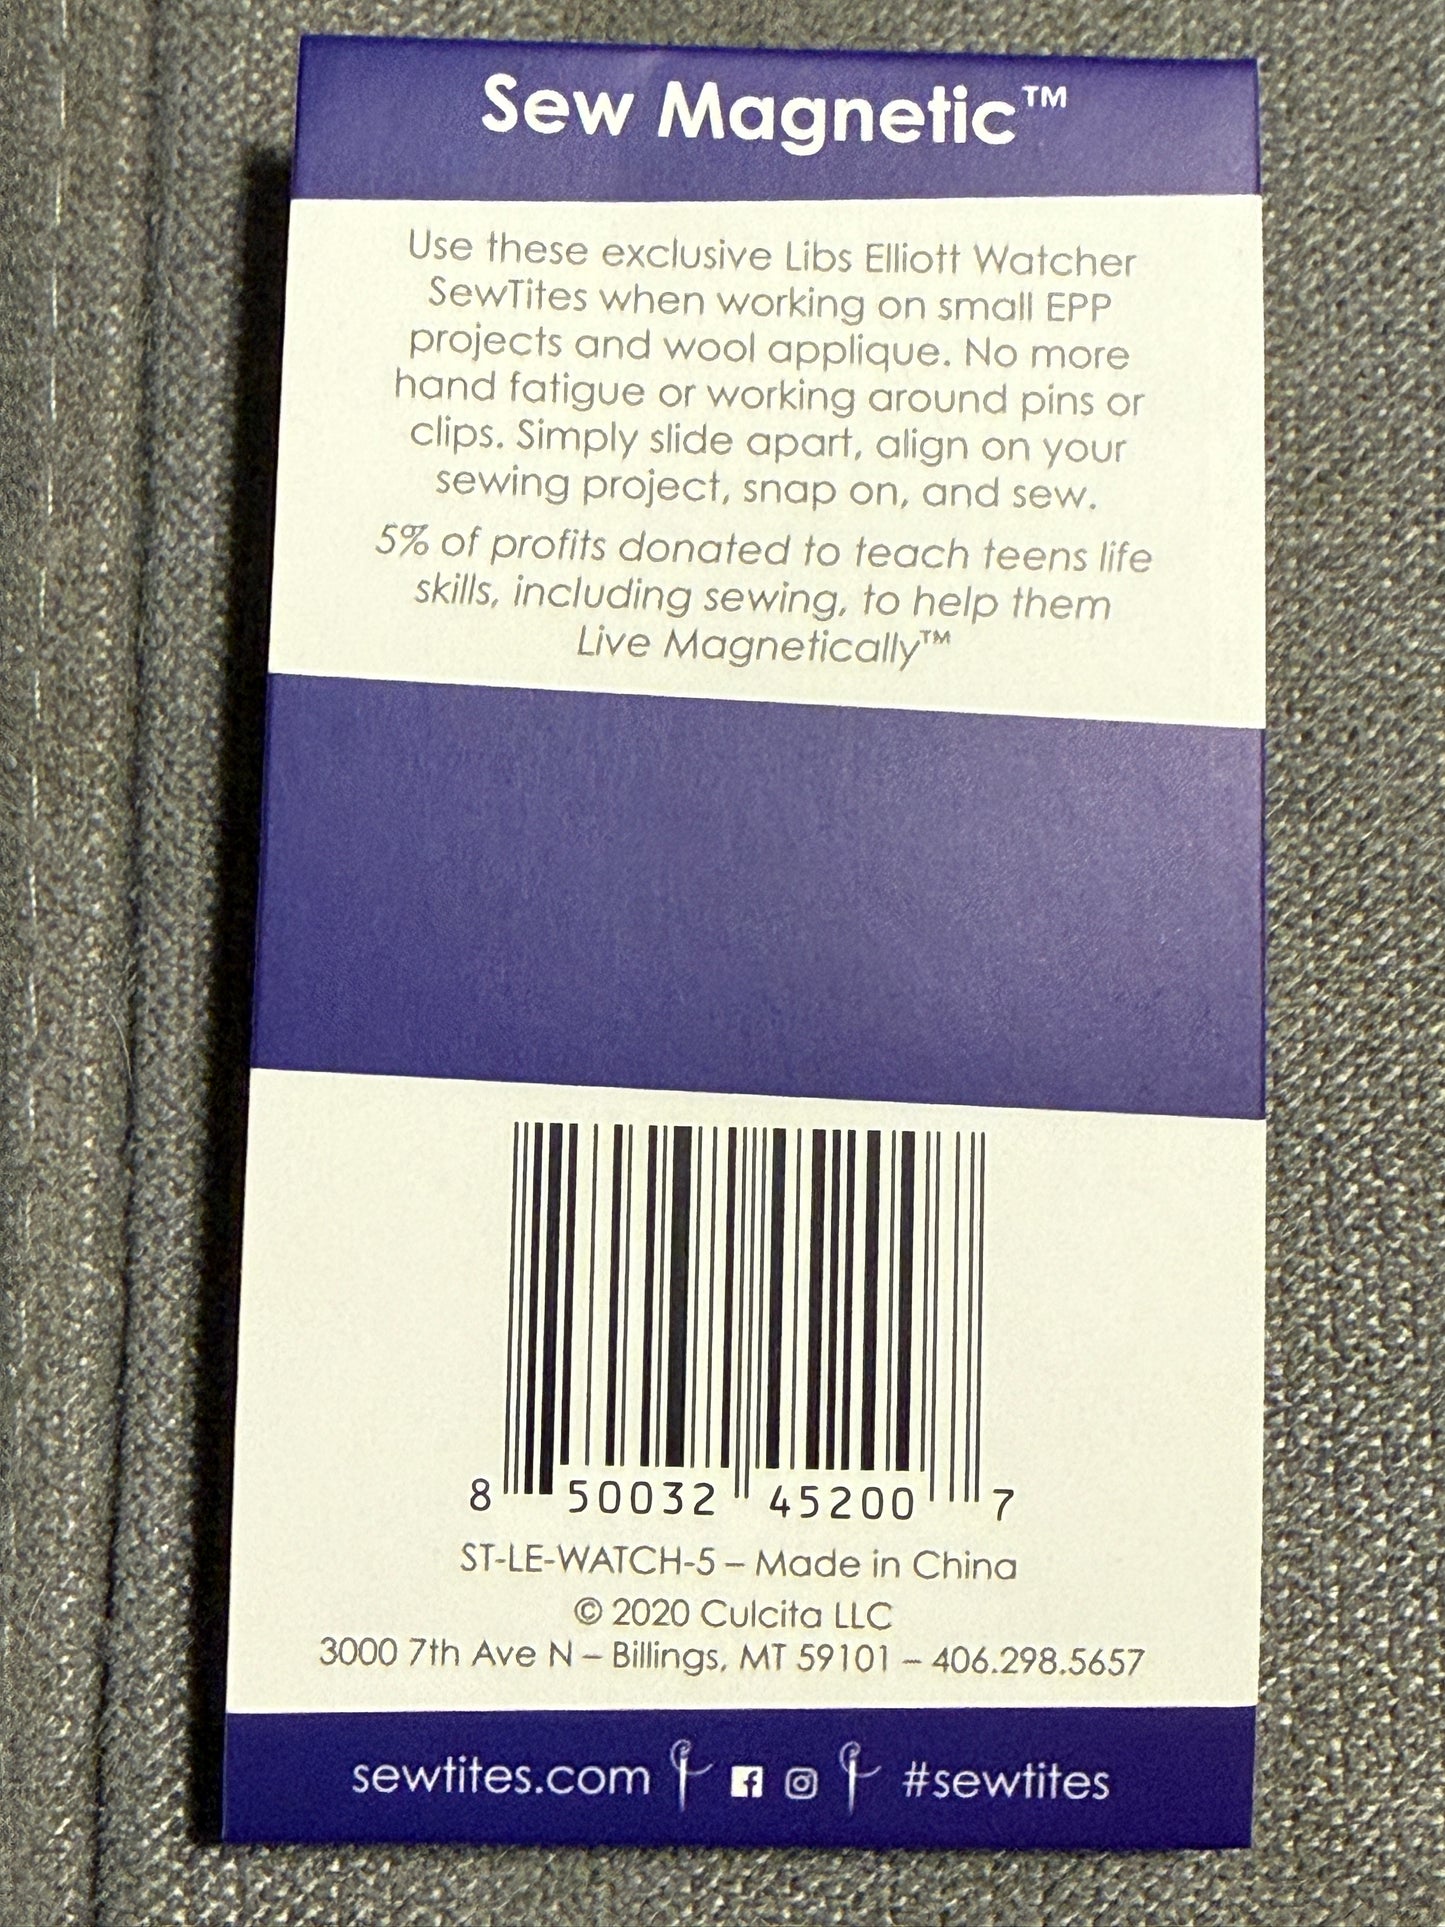 Sew Magnetic™
Use these exclusive Libs Elliott Watcher
SewTites when working on small EPP
projects and wool applique. No more
hand fatigue or working around pins or
clips. Simply slide apart, align on your
sewing project, snap on, and sew.
5% of profits donated to teach teens life
skills, including sewing, to help them
Live Magnetically™
8 50032 45200 7
ST-LE-WATCH-5 – Made in China
© 2020 Culcita LLC
3000 7th Ave N – Billings, MT 59101 – 406.298.5657
sewtites.com #sewtites